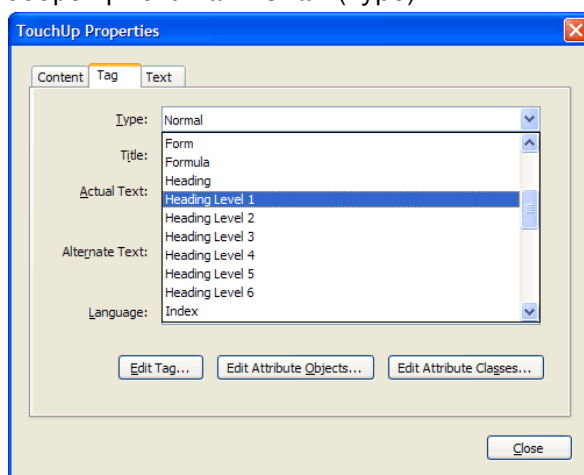 TouchUp Properties
Content Tag Text
Type: Normal
Form
Title:
Formula
Heading
Actual Text:
Heading Level 1
Heading Level 2
Heading Level 3
Alternate Text:
Heading Level 4
Heading Level 5
Heading Level 6
Language:
Index
Edit Tag... Edit Attribute Objects... Edit Attribute Classes...
Close